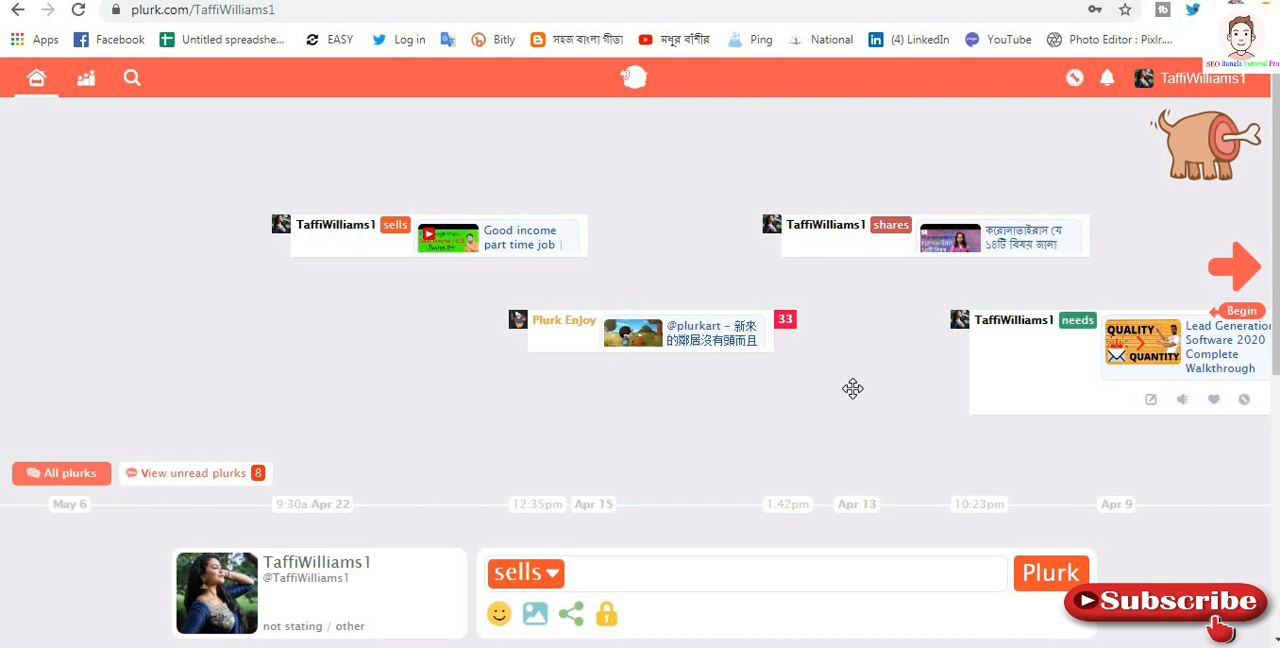 plurk.com/TaffiWilliams1
Apps Facebook Untitled spreadshe... EASY Log in Bitly সহজ বাংলা গীতা মধুর বাঁশীর Ping National (4) LinkedIn YouTube Photo Editor : Pixlr....
SEO Bangla Tutorial Pro
TaffiWilliams1
TaffiWilliams1 sells
Good income
part time job |
TaffiWilliams1 shares
করোনাভাইরাস যে
১৪টি বিষয় জানা
Plurk Enjoy
@plurkart - 新來
的鄰居沒有頭而且
33
Begin
TaffiWilliams1 needs
QUALITY
QUANTITY
Lead Generation
Software 2020
Complete
Walkthrough
All plurks View unread plurks 8
May 6 9:30a Apr 22 12:35pm Apr 15 1:42pm Apr 13 10:23pm Apr 9
TaffiWilliams1
@TaffiWilliams1
not stating / other
sells Plurk
Subscribe